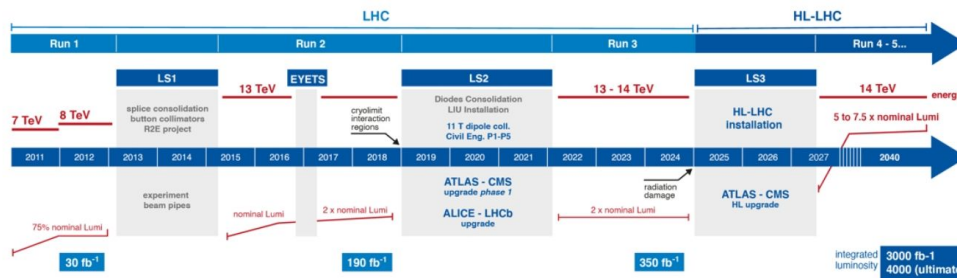 LHC
HL-LHC
Run 1
Run 2
Run 3
Run 4 - 5...
LS1
EYETS
LS2
LS3
13 TeV
13 - 14 TeV
14 TeV
7 TeV
8 TeV
splice consolidation
button collimators
R2E project
cryolimit
interaction
regions
Diodes Consolidation
LIU Installation
11 T dipole coll.
Civil Eng. P1-P5
HL-LHC
installation
energ
5 to 7.5 x nominal Lumi
2011
2012
2013
2014
2015
2016
2017
2018
2019
2020
2021
2022
2023
2024
2025
2026
2027
2040
experiment
beam pipes
ATLAS - CMS
upgrade phase 1
ALICE - LHCb
upgrade
radiation
damage
ATLAS - CMS
HL upgrade
75% nominal Lumi
nominal Lumi
2 x nominal Lumi
2 x nominal Lumi
30 fb-1
190 fb-1
350 fb-1
integrated
luminosity
3000 fb-1
4000 (ultimate